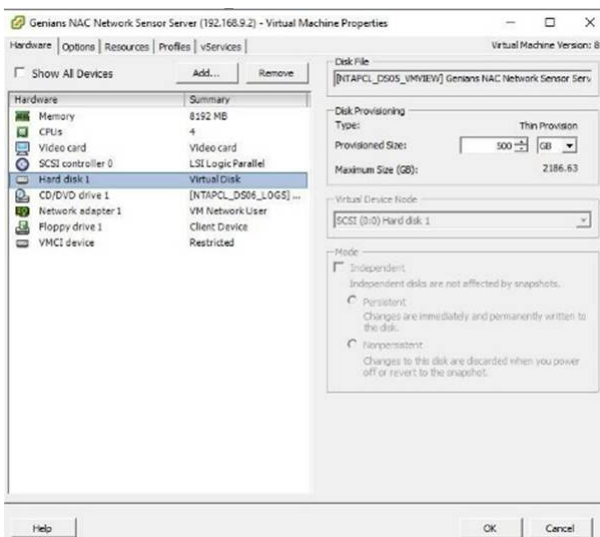 Genians NAC Network Sensor Server (192.168.9.2) - Virtual Machine Properties
Hardware Options Resources Profiles vServices
Virtual Machine Version: 8
Show All Devices
Add...
Remove
Hardware Summary
Memory 8192 MB
CPUs 4
Video card Video card
SCSI controller 0 LSI Logic Parallel
Hard disk 1 Virtual Disk
CD/DVD drive 1 [NTAPCL_DS06_LOGS] ...
Network adapter 1 VM Network User
Floppy drive 1 Client Device
VMCI device Restricted
Disk File
[NTAPCL_DS05_VMVIEW] Genians NAC Network Sensor Serv
Disk Provisioning
Type: Thin Provision
Provisioned Size: 500 GB
Maximum Size (GB): 2186.63
Virtual Device Node
SCSI (0:0) Hard disk 1
Mode
Independent
Independent disks are not affected by snapshots.
Persistent
Changes are immediately and permanently written to
the disk.
Nonpersistent
Changes to this disk are discarded when you power
off or revert to the snapshot.
Help
OK
Cancel